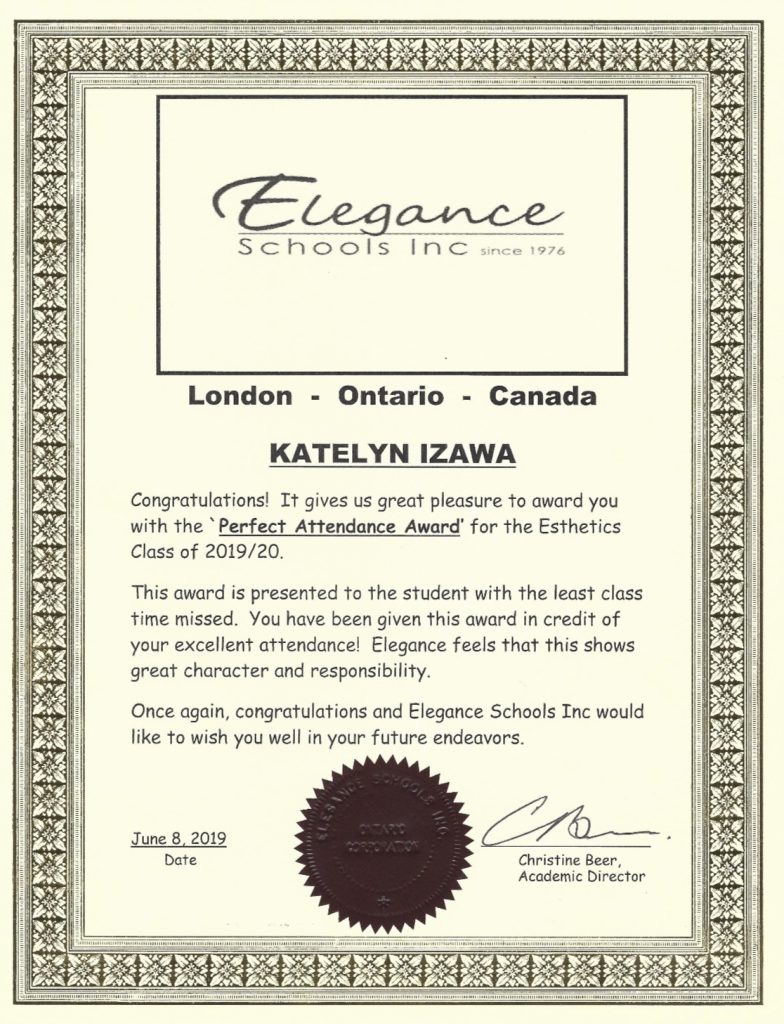 Elegance
Schools Inc since 1976
London - Ontario - Canada
KATELYN IZAWA
Congratulations! It gives us great pleasure to award you
with the `Perfect Attendance Award' for the Esthetics
Class of 2019/20.
This award is presented to the student with the least class
time missed. You have been given this award in credit of
your excellent attendance! Elegance feels that this shows
great character and responsibility.
Once again, congratulations and Elegance Schools Inc would
like to wish you well in your future endeavors.
ELEGANCE SCHOOLS INC.
ONTARIO
CORPORATION
June 8, 2019
Date
Christine Beer,
Academic Director